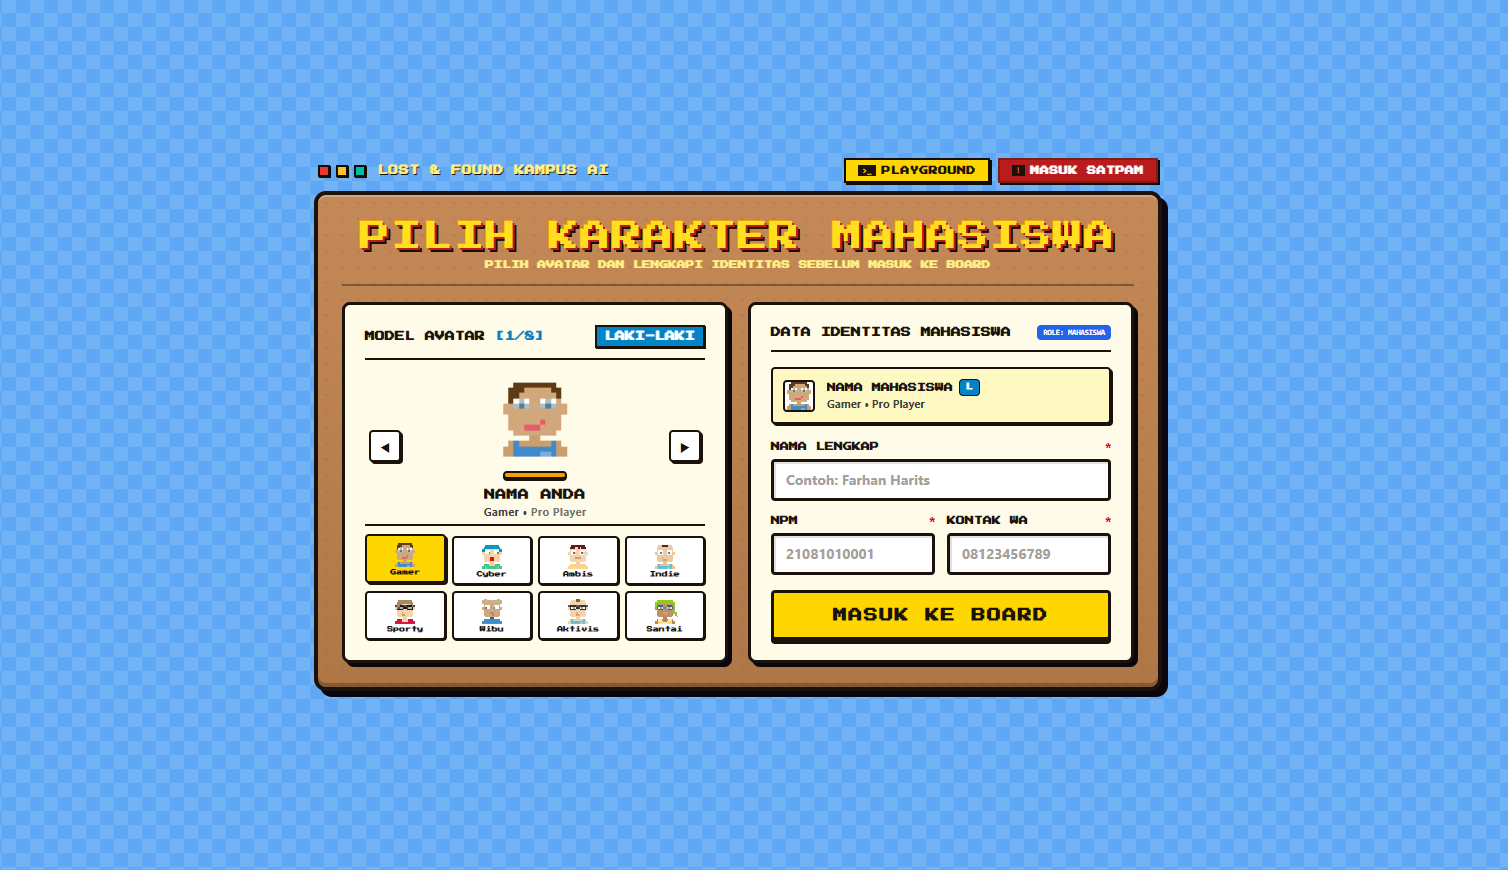 LOST & FOUND KAMPUS AI
>_ PLAYGROUND
! MASUK SATPAM
PILIH KARAKTER MAHASISWA
PILIH AVATAR DAN LENGKAPI IDENTITAS SEBELUM MASUK KE BOARD
MODEL AVATAR [1/8]
LAKI-LAKI
◀
▶
NAMA ANDA
Gamer • Pro Player
Gamer
Cyber
Ambis
Indie
Sporty
Wibu
Aktivis
Santai
DATA IDENTITAS MAHASISWA
ROLE: MAHASISWA
NAMA MAHASISWA L
Gamer • Pro Player
NAMA LENGKAP *
Contoh: Farhan Harits
NPM *
KONTAK WA *
21081010001
08123456789
MASUK KE BOARD